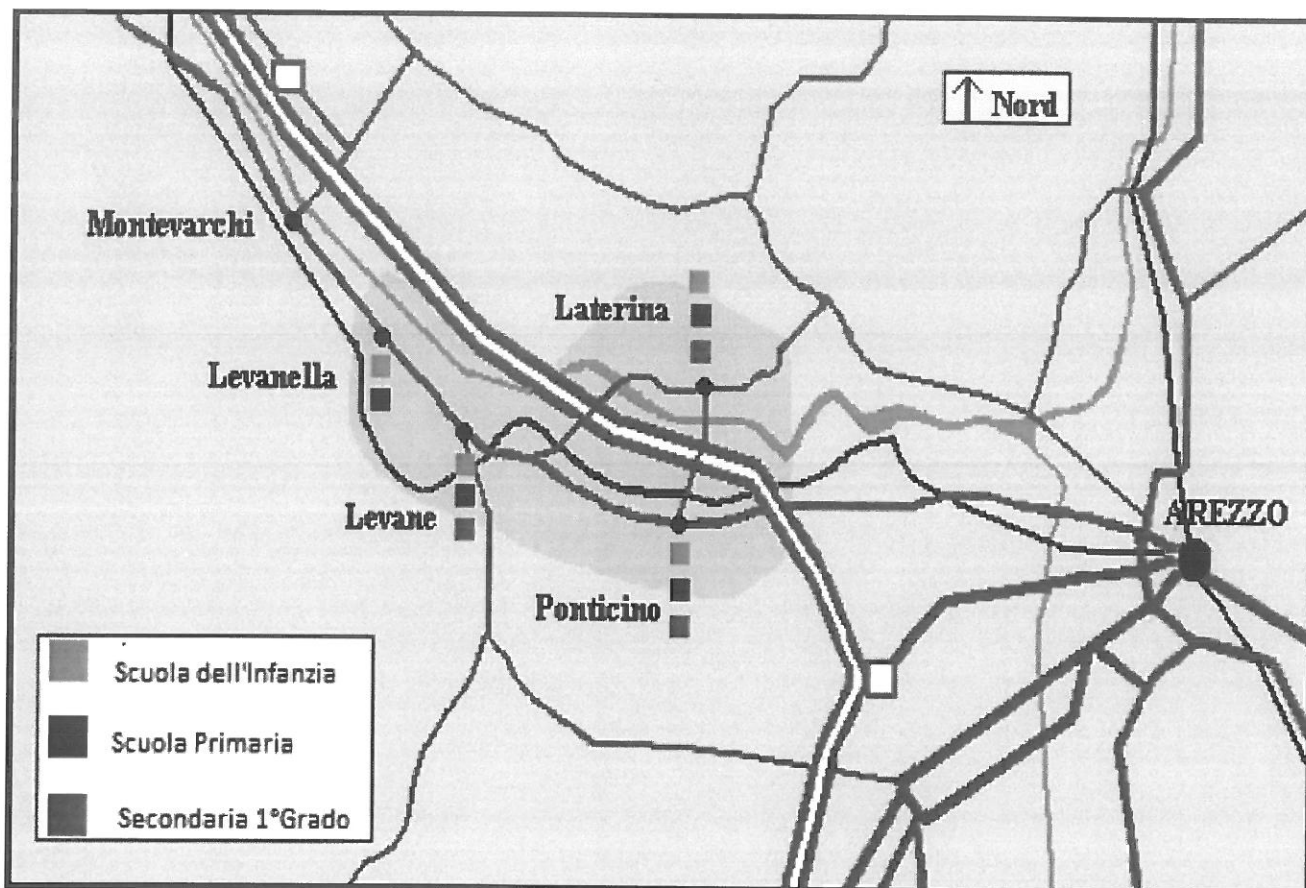 Nord
Montevarchi
Laterina
Levanella
Levane
AREZZO
Ponticino
Scuola dell'Infanzia
Scuola Primaria
Secondaria 1°Grado